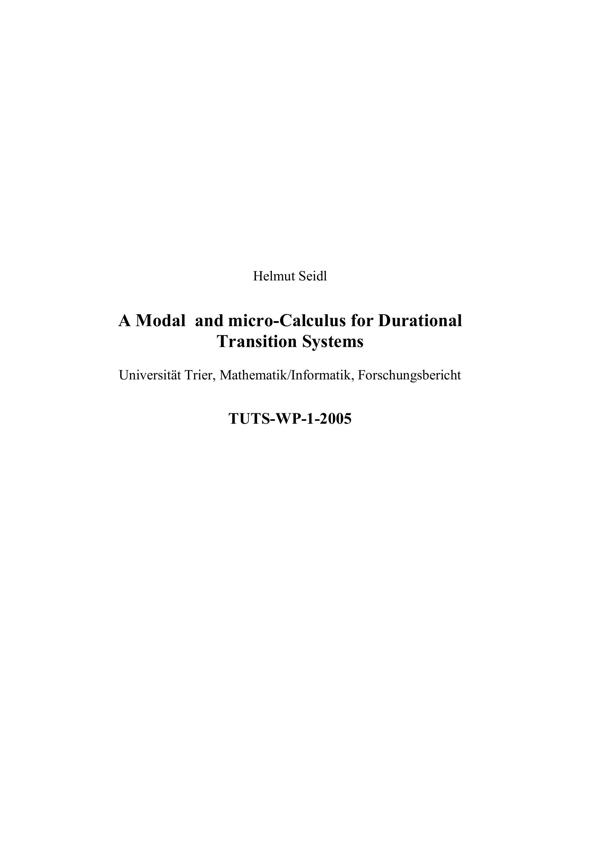 Helmut Seidl
A Modal and micro-Calculus for Durational
Transition Systems
Universität Trier, Mathematik/Informatik, Forschungsbericht
TUTS-WP-1-2005